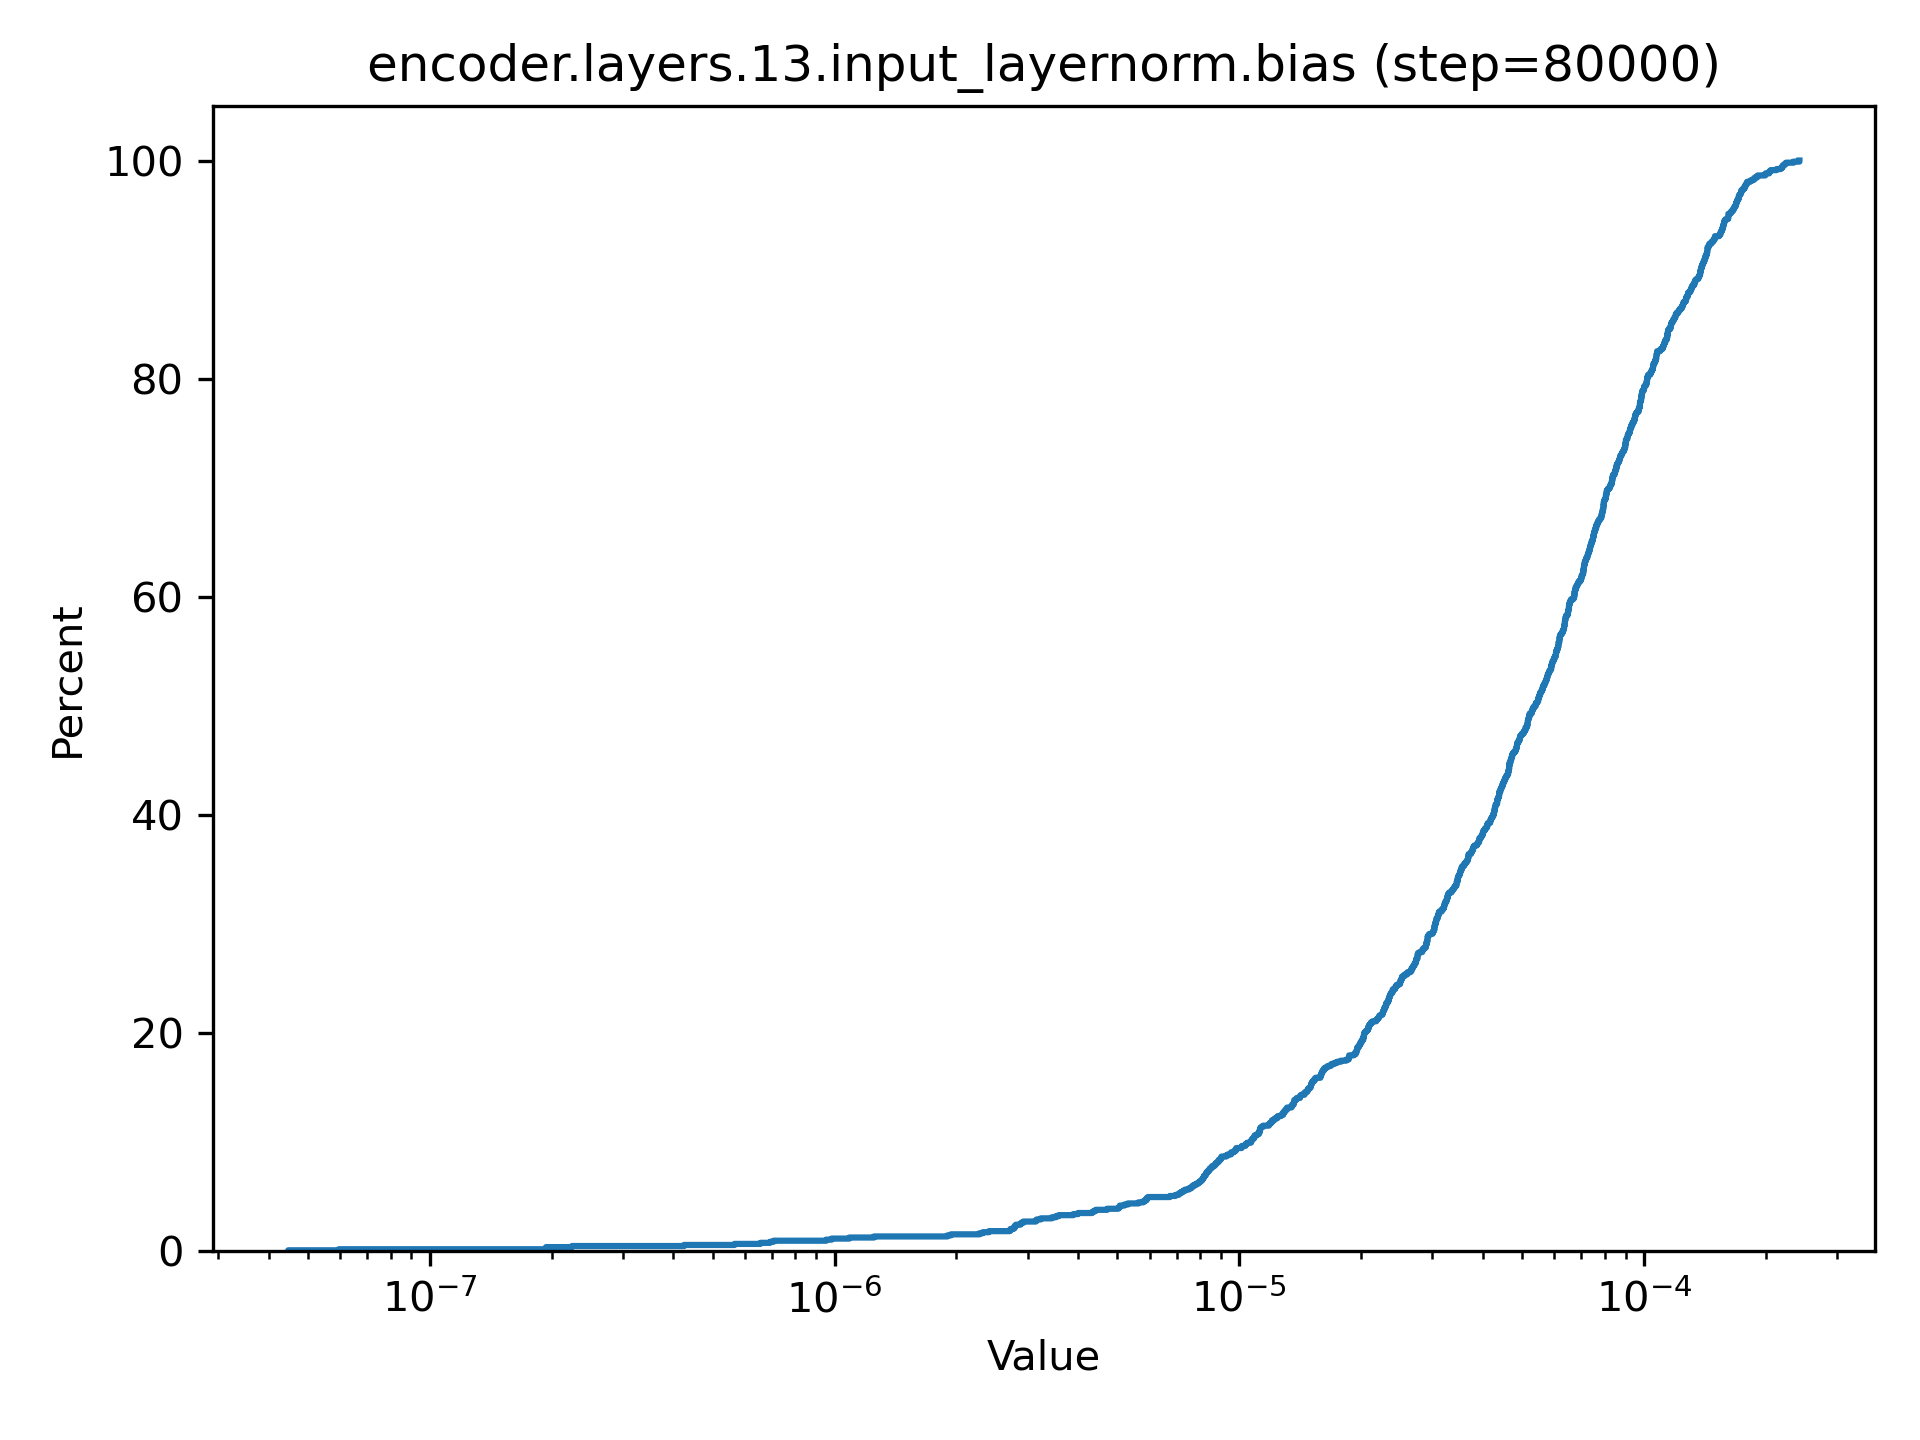 encoder.layers.13.input_layernorm.bias (step=80000)
100
80
60
40
20
0
Percent
10⁻⁷ 10⁻⁶ 10⁻⁵ 10⁻⁴
Value